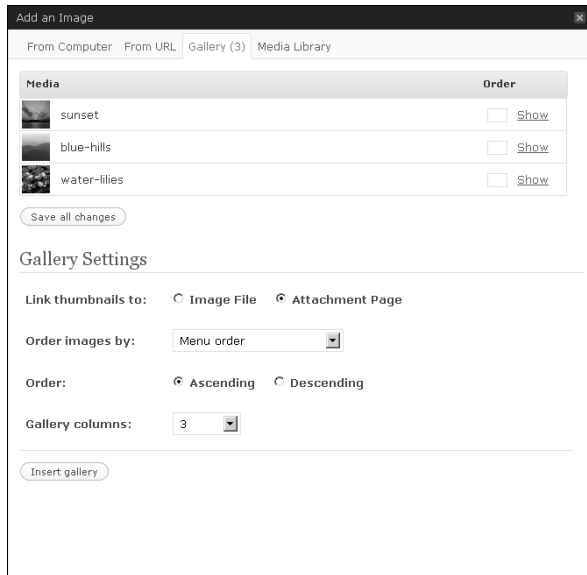 Add an Image
From Computer From URL Gallery (3) Media Library
Media Order
sunset Show
blue-hills Show
water-lilies Show
Save all changes
Gallery Settings
Link thumbnails to: Image File Attachment Page
Order images by: Menu order
Order: Ascending Descending
Gallery columns: 3
Insert gallery